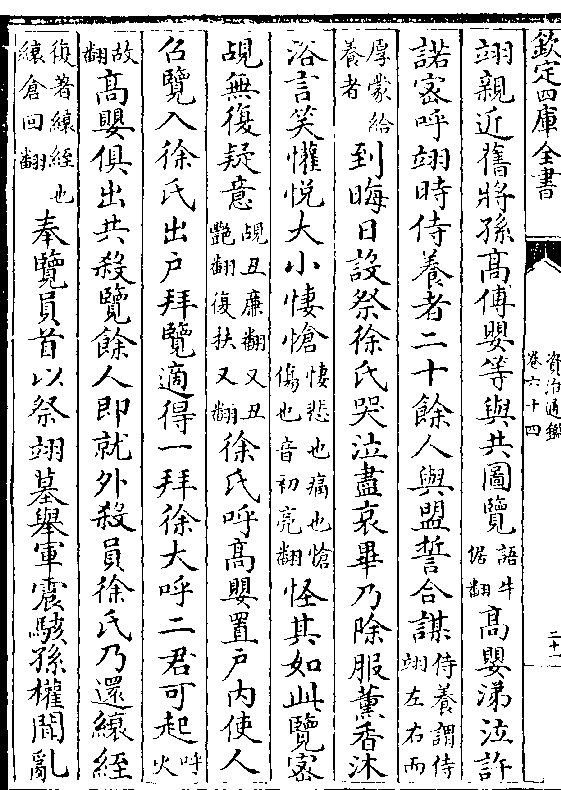 欽定四庫全書
資治通鑑
卷六十四
二十一
翊親近舊將孫高傅嬰等與共圖覽語牛倨翻高嬰涕泣許
諾密呼翊時侍養者二十餘人與盟誓合謀侍養謂侍翊左右而
厚蒙給養者到晦日設祭徐氏哭泣盡哀畢乃除服薰香沐
浴言笑懽悅大小悽愴悽悲也痛也愴傷也音初亮翻怪其如此覽密
覘無復疑意覘丑廉翻又丑豔翻復扶又翻徐氏呼高嬰置户内使人
召覽入徐氏出户拜覽適得一拜徐大呼二君可起呼火
故翻高嬰俱出共殺覽餘人即就外殺員徐氏乃還縗絰
復著縗絰也縗倉回翻奉覽員首以祭翊墓舉軍震駭孫權聞亂